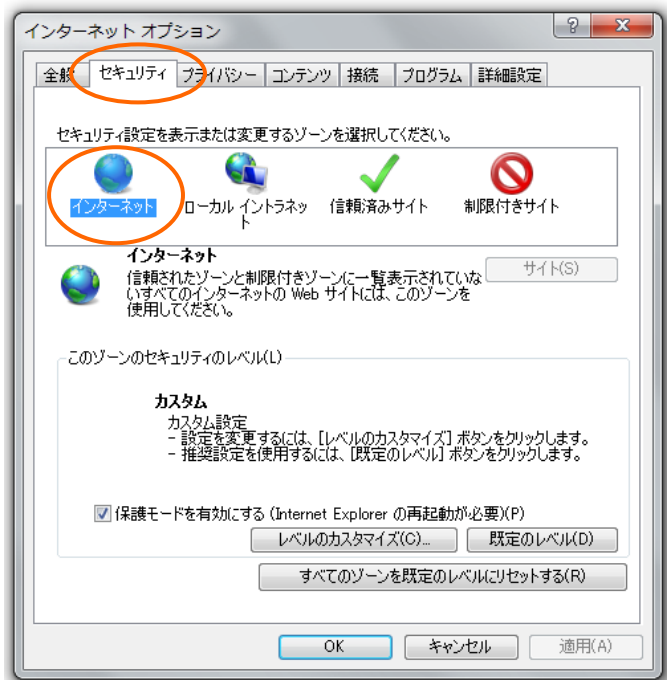 インターネット オプション
全般 セキュリティ プライバシー コンテンツ 接続 プログラム 詳細設定
セキュリティ設定を表示または変更するゾーンを選択してください。
インターネット
ローカル イントラネッ
ト
信頼済みサイト
制限付きサイト
インターネット
信頼されたゾーンと制限付きゾーンに一覧表示されていな
いすべてのインターネットの Web サイトには、このゾーンを
使用してください。
サイト(S)
このゾーンのセキュリティのレベル(L)
カスタム
カスタム設定
- 設定を変更するには、[レベルのカスタマイズ] ボタンをクリックします。
- 推奨設定を使用するには、[既定のレベル] ボタンをクリックします。
保護モードを有効にする (Internet Explorer の再起動が必要)(P)
レベルのカスタマイズ(C)... 既定のレベル(D)
すべてのゾーンを既定のレベルにリセットする(R)
OK キャンセル 適用(A)